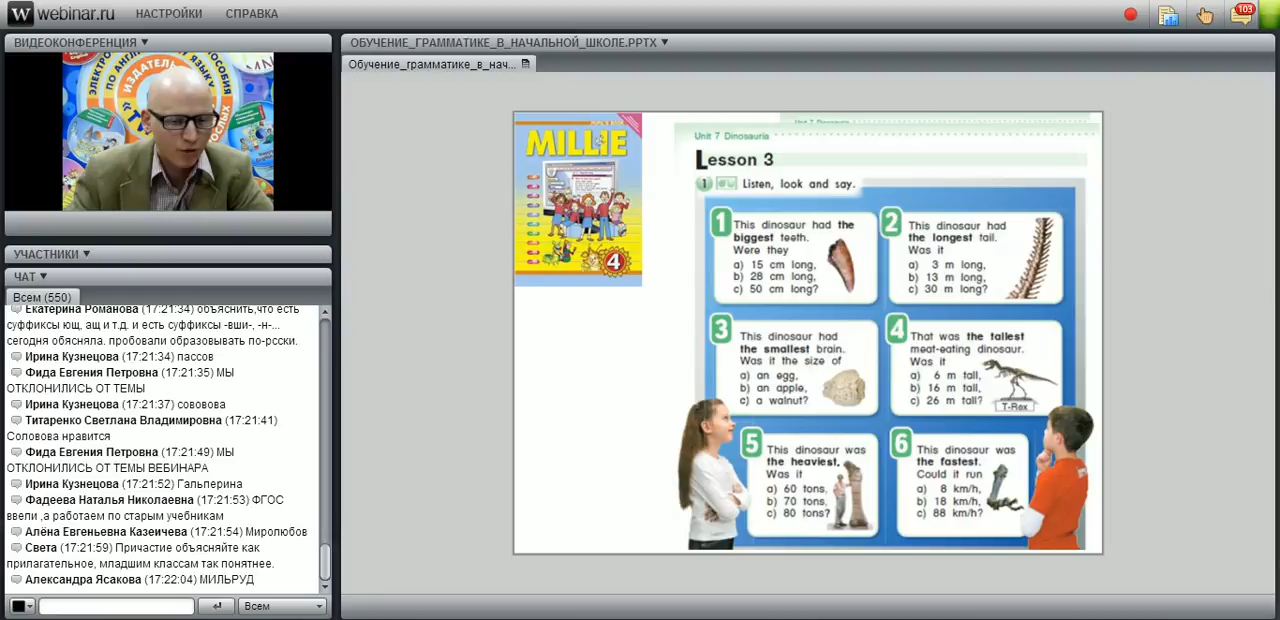 webinar.ru
НАСТРОЙКИ
СПРАВКА
103
ВИДЕОКОНФЕРЕНЦИЯ
ОБУЧЕНИЕ_ГРАММАТИКЕ_В_НАЧАЛЬНОЙ_ШКОЛЕ.PPTX
Обучение_грамматике_в_нач...
УЧАСТНИКИ
ЧАТ
Всем (550)
Екатерина Романова (17:21:34) объяснить,что есть
суффиксы ющ, ащ и т.д. и есть суффиксы -вши-, -н-...
сегодня обясняла. пробовали образовывать по-рсски.
Ирина Кузнецова (17:21:34) пассов
Фида Евгения Петровна (17:21:35) МЫ
ОТКЛОНИЛИСЬ ОТ ТЕМЫ
Ирина Кузнецова (17:21:37) сововова
Титаренко Светлана Владимировна (17:21:41)
Соловова нравится
Фида Евгения Петровна (17:21:49) МЫ
ОТКЛОНИЛИСЬ ОТ ТЕМЫ ВЕБИНАРА
Ирина Кузнецова (17:21:52) Гальперина
Фадеева Наталья Николаевна (17:21:53) ФГОС
ввели ,а работаем по старым учебникам
Алёна Евгеньевна Казеичева (17:21:54) Миролюбов
Света (17:21:59) Причастие объясняйте как
прилагательное, младшим классам так понятнее.
Александра Ясакова (17:22:04) МИЛЬРУД
Всем
MILLIE
4
Unit 7 Dinosauria
Lesson 3
1 Listen, look and say.
1 This dinosaur had the
biggest teeth.
Were they
a) 15 cm long,
b) 28 cm long,
c) 50 cm long?
2 This dinosaur had
the longest tail.
Was it
a) 3 m long,
b) 13 m long,
c) 30 m long?
3 This dinosaur had
the smallest brain.
Was it the size of
a) an egg,
b) an apple,
c) a walnut?
4 That was the tallest
meat-eating dinosaur.
Was it
a) 6 m tall,
b) 16 m tall,
c) 26 m tall?
T-Rex
5 This dinosaur was
the heaviest.
Was it
a) 60 tons,
b) 70 tons,
c) 80 tons?
6 This dinosaur was
the fastest.
Could it run
a) 8 km/h,
b) 18 km/h,
c) 88 km/h?